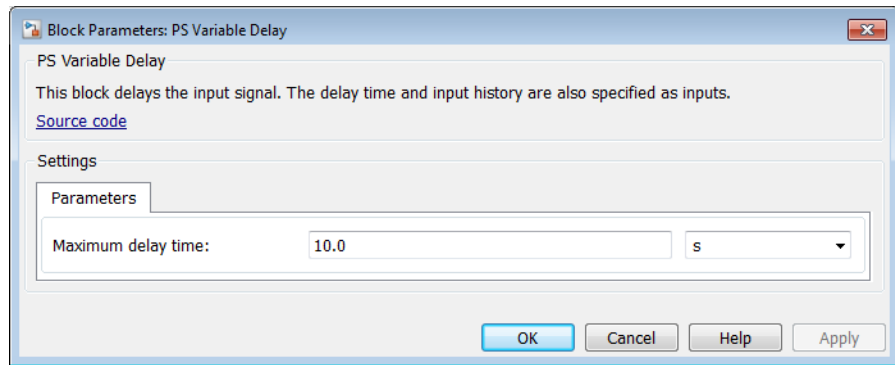 Block Parameters: PS Variable Delay
PS Variable Delay
This block delays the input signal. The delay time and input history are also specified as inputs.
Source code
Settings
Parameters
Maximum delay time: 10.0 s
OK Cancel Help Apply